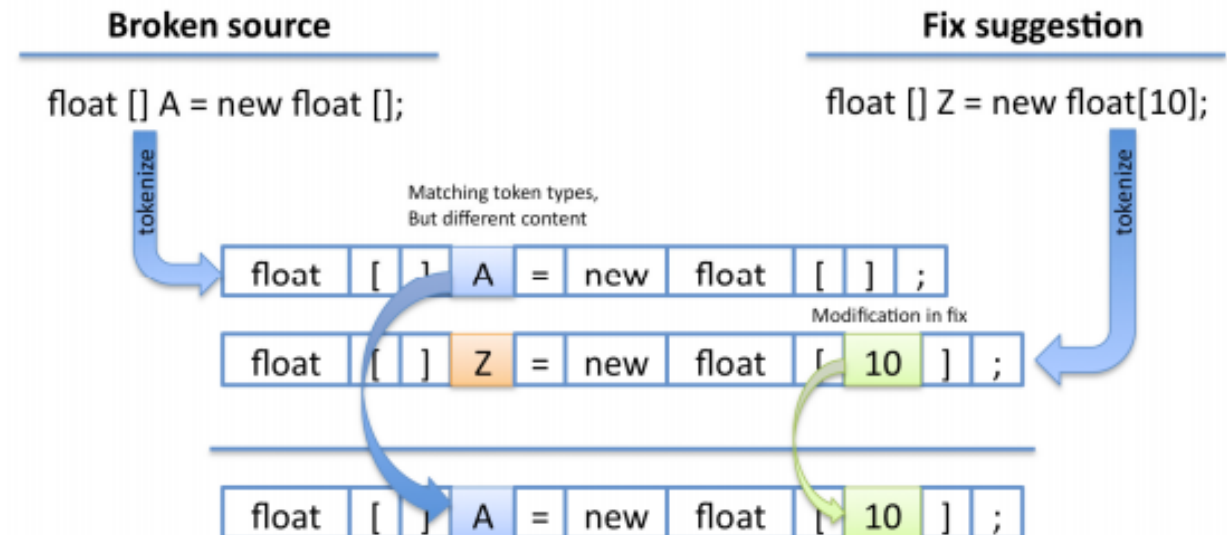 Broken source
Fix suggestion
float [] A = new float [];
float [] Z = new float[10];
tokenize
tokenize
Matching token types,
But different content
float [ ] A = new float [ ] ;
Modification in fix
float [ ] Z = new float [ 10 ] ;
float [ ] A = new float [ 10 ] ;